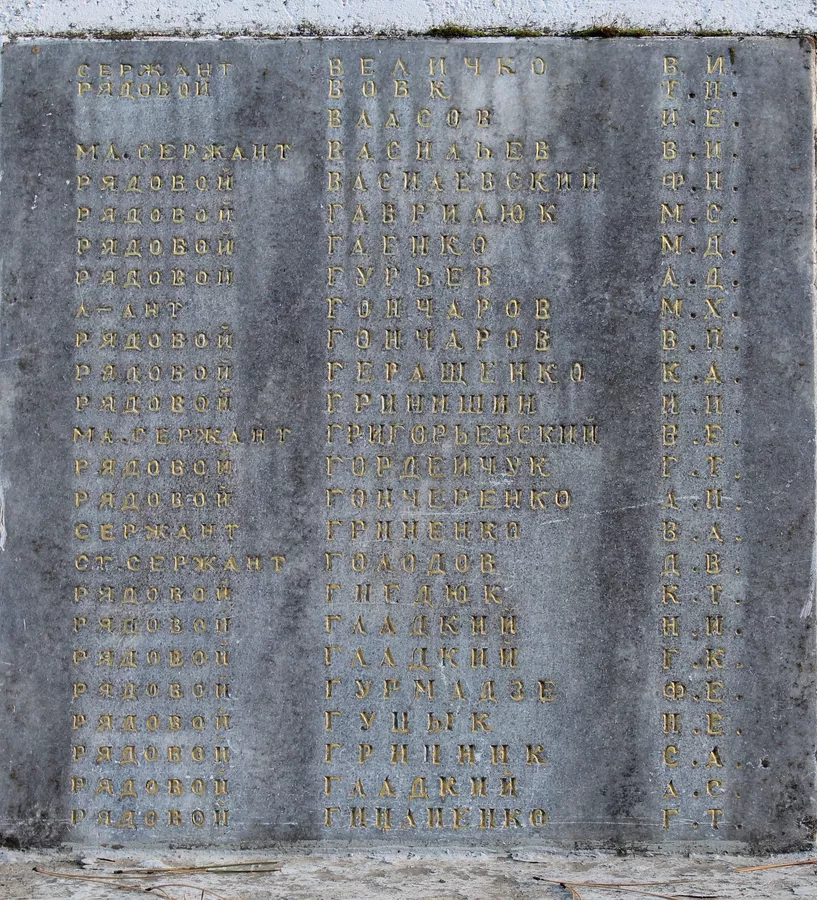 СЕРЖАНТ ВЕЛИЧКО В.И.
РЯДОВОЙ ВОВК Г.П.
ВЛАСОВ И.Е.
МЛ.СЕРЖАНТ ВАСИЛЬЕВ В.И.
РЯДОВОЙ ВАСИЛЕВСКИЙ Ф.Н.
РЯДОВОЙ ГАВРИЛЮК М.С.
РЯДОВОЙ ГАЕНКО М.Д.
РЯДОВОЙ ГУРЬЕВ А.Д.
Л-АНТ ГОНЧАРОВ М.Х.
РЯДОВОЙ ГОНЧАРОВ В.П.
РЯДОВОЙ ГЕРАЩЕНКО К.А.
РЯДОВОЙ ГРИНИШИН И.И.
МЛ.СЕРЖАНТ ГРИГОРЬЕВСКИЙ В.Е.
РЯДОВОЙ ГОРДЕЙЧУК Г.Т.
РЯДОВОЙ ГОНЧЕРЕНКО А.И.
СЕРЖАНТ ГРИНЕНКО В.А.
СТ.СЕРЖАНТ ГОЛОДОВ Д.В.
РЯДОВОЙ ГНЕДЮК К.Т.
РЯДОВОЙ ГЛАДКИЙ Н.И.
РЯДОВОЙ ГЛАДКИЙ Г.К.
РЯДОВОЙ ГУРМАДЗЕ Ф.Е.
РЯДОВОЙ ГУЦЫК Н.Е.
РЯДОВОЙ ГРИННИК С.А.
РЯДОВОЙ ГЛАДКИЙ А.С.
РЯДОВОЙ Г.Т.